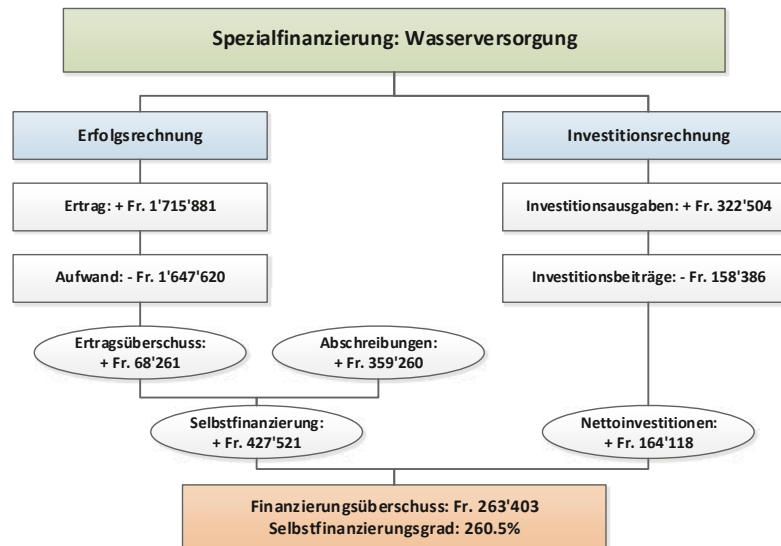 Spezialfinanzierung: Wasserversorgung
Erfolgsrechnung
Investitionsrechnung
Ertrag: + Fr. 1'715'881
Investitionsausgaben: + Fr. 322'504
Aufwand: - Fr. 1'647'620
Investitionsbeiträge: - Fr. 158'386
Ertragsüberschuss:
+ Fr. 68'261
Abschreibungen:
+ Fr. 359'260
Selbstfinanzierung:
+ Fr. 427'521
Nettoinvestitionen:
+ Fr. 164'118
Finanzierungsüberschuss: Fr. 263'403
Selbstfinanzierungsgrad: 260.5%